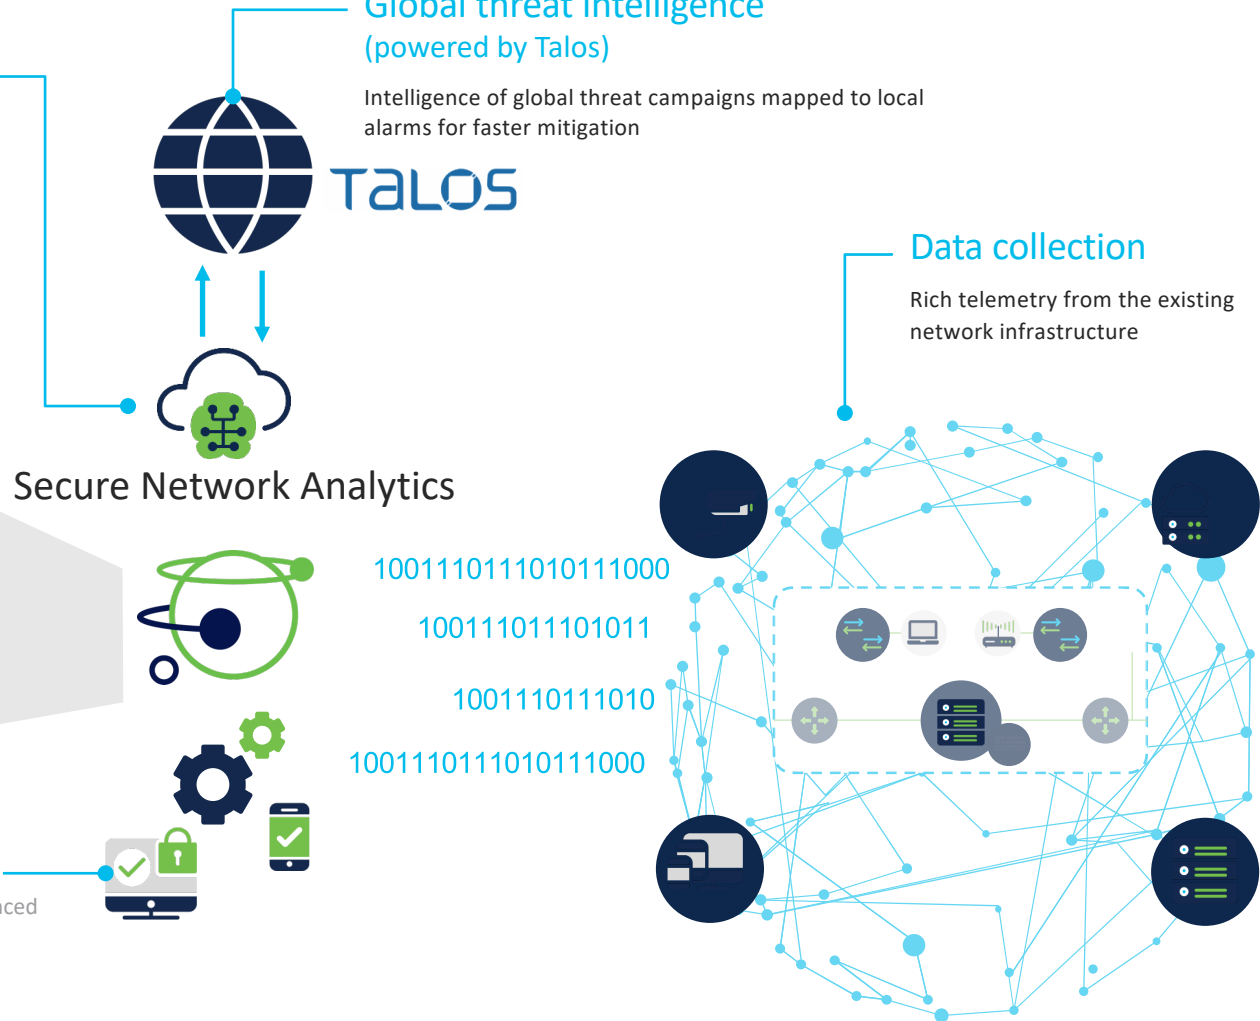 Global threat intelligence
(powered by Talos)
Intelligence of global threat campaigns mapped to local
alarms for faster mitigation
TALOS
Data collection
Rich telemetry from the existing
network infrastructure
Secure Network Analytics
1001110111010111000
100111011101011
1001110111010
1001110111010111000